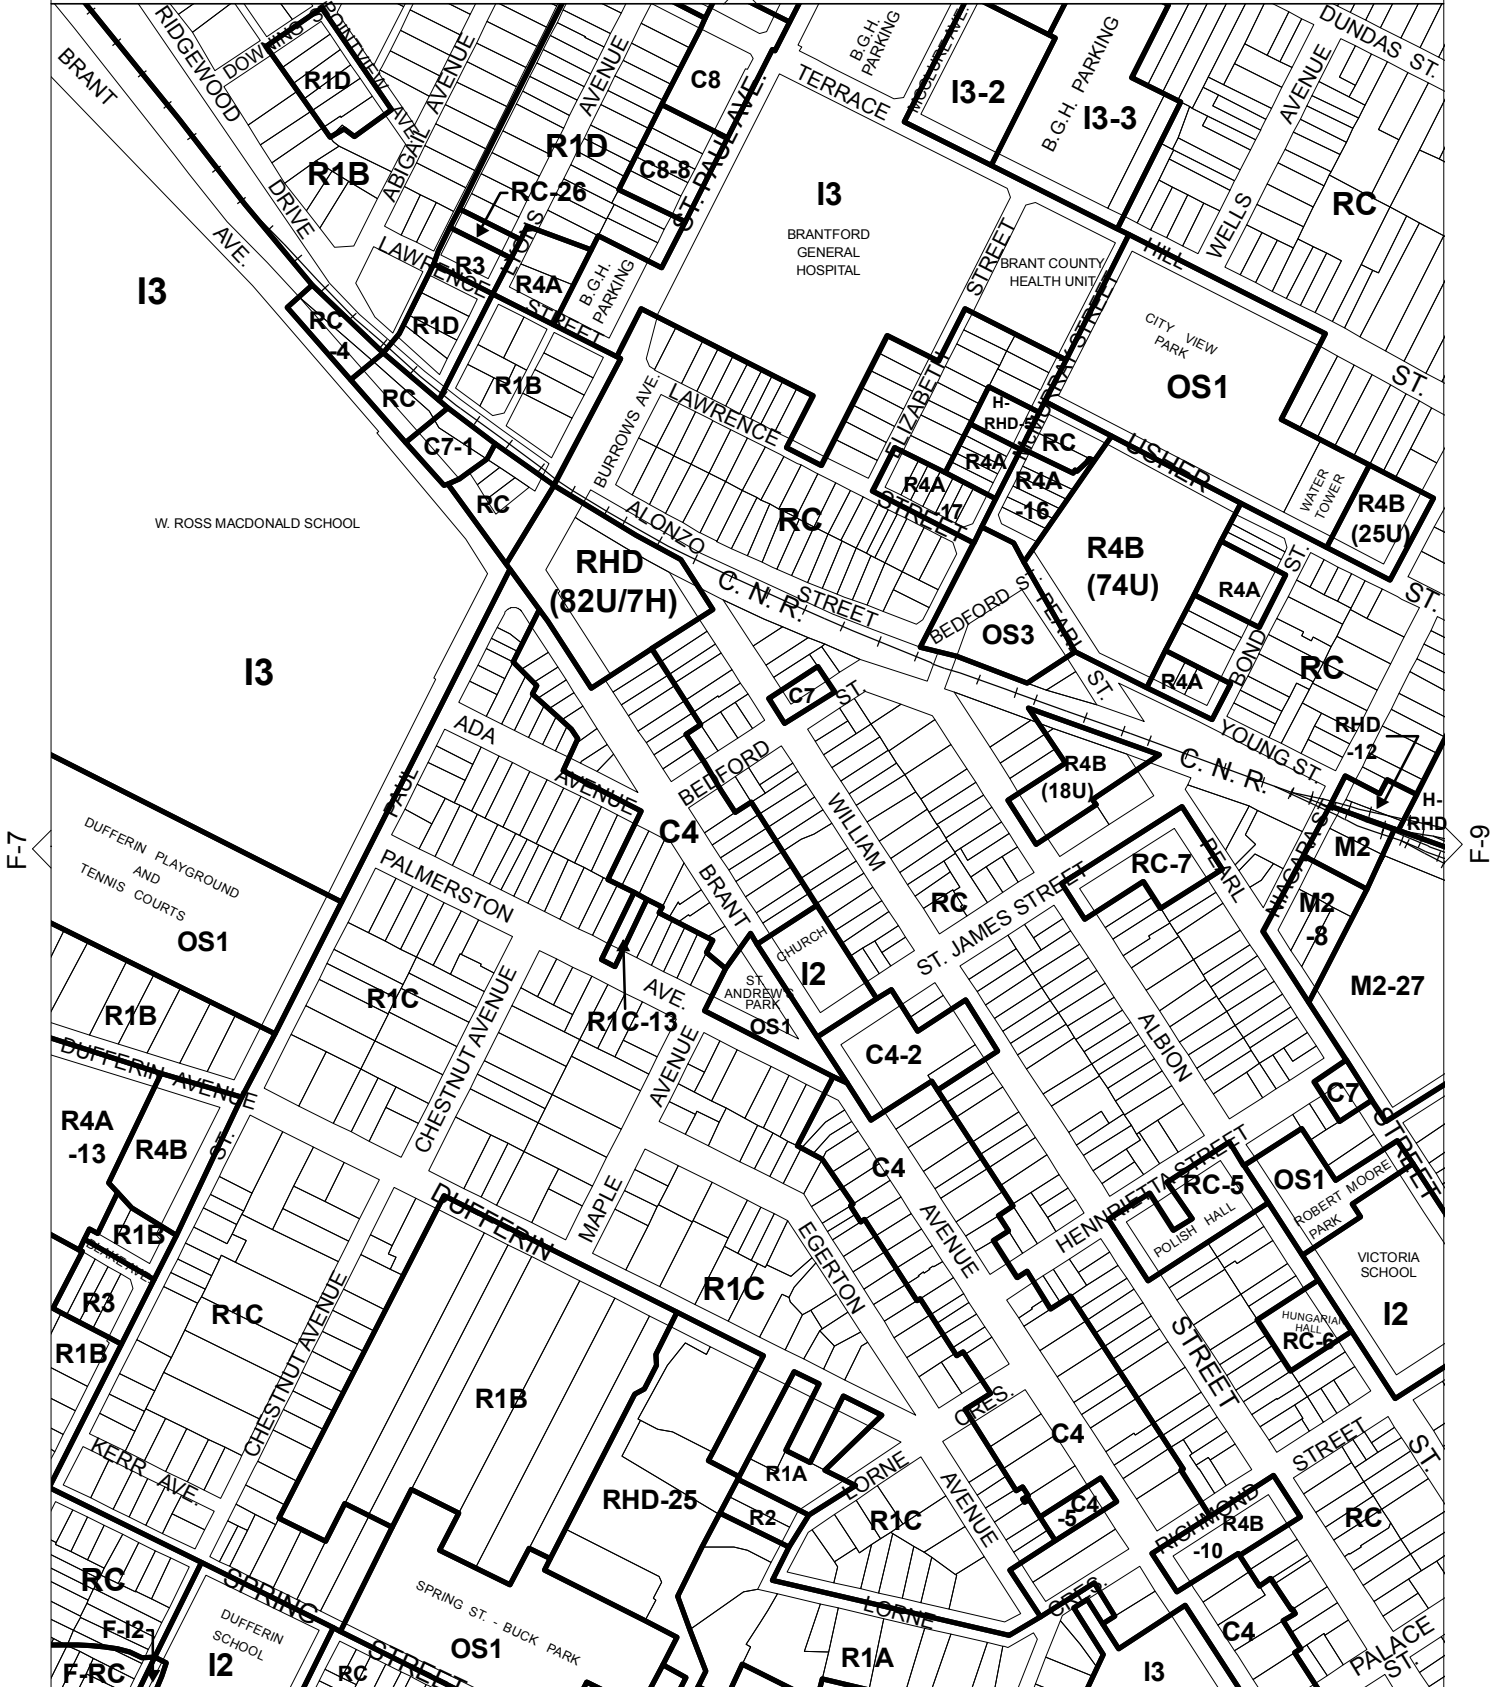 RIDGEWOOD
DRIVE
BRANT
AVE.
DOWNING
POINTVIEW AVE.
R1D
R1B
ABIGAIL AVENUE
LYONS AVENUE
R1D
RC-26
C8
C8-8
ST. PAUL AVE.
B.G.H.
PARKING
TERRACE
MCCLURE AVE.
I3-2
B.G.H. PARKING
I3-3
DUNDAS ST.
WELLS AVENUE
RC
HILL ST.
I3
BRANTFORD
GENERAL
HOSPITAL
BRANT COUNTY
HEALTH UNIT
ELIZABETH STREET
MCMURRAY STREET
CITY VIEW
PARK
OS1
WATER
TOWER
R4B
(25U)
USHER ST.
I3
LAWRENCE STREET
R3
R4A
B.G.H.
PARKING
R1D
R1B
RC
-4
RC
C7-1
RC
W. ROSS MACDONALD SCHOOL
BURROWS AVE.
LAWRENCE STREET
RC
H-
RHD-5
RC
R4A
R4A
-17
R4A
-16
R4B
(74U)
R4A
R4A
BOND ST.
RC
ALONZO STREET
C. N. R.
RHD
(82U/7H)
BEDFORD ST.
OS3
PEARL ST.
YOUNG ST.
C. N. R.
RHD
-12
H-
RHD
I3
ADA AVENUE
PAUL
C7
BEDFORD ST.
R4B
(18U)
M2
NIAGARA ST.
M2
-8
M2-27
F-7
F-9
DUFFERIN PLAYGROUND
AND
TENNIS COURTS
OS1
C4
BRANT
WILLIAM
RC
RC-7
PEARL
ST. JAMES STREET
PALMERSTON AVE.
R1C
R1C-13
CHURCH
I2
ST.
ANDREW'S
PARK
OS1
C4-2
ALBION
C7
STREET
R1B
DUFFERIN AVENUE
CHESTNUT AVENUE
MAPLE AVENUE
R4A
-13
R4B
ST.
R1B
BLAKE AVE.
R3
R1B
R1C
CHESTNUT AVENUE
DUFFERIN
R1C
EGERTON
C4
AVENUE
HENNRIETTA STREET
RC-5
POLISH HALL
OS1
ROBERT MOORE
PARK
VICTORIA
SCHOOL
I2
HUNGARIAN
HALL
RC-6
STREET
R1B
KERR AVE.
CRES.
C4
R1A
R2
LORNE
AVENUE
R1C
RHD-25
C4
-5
RICHMOND STREET
R4B
-10
RC
ST.
RC
F-I2
F-RC
SPRING STREET
DUFFERIN
SCHOOL
I2
RC
SPRING ST. - BUCK PARK
OS1
LORNE CRES.
R1A
I3
C4
PALACE
ST.